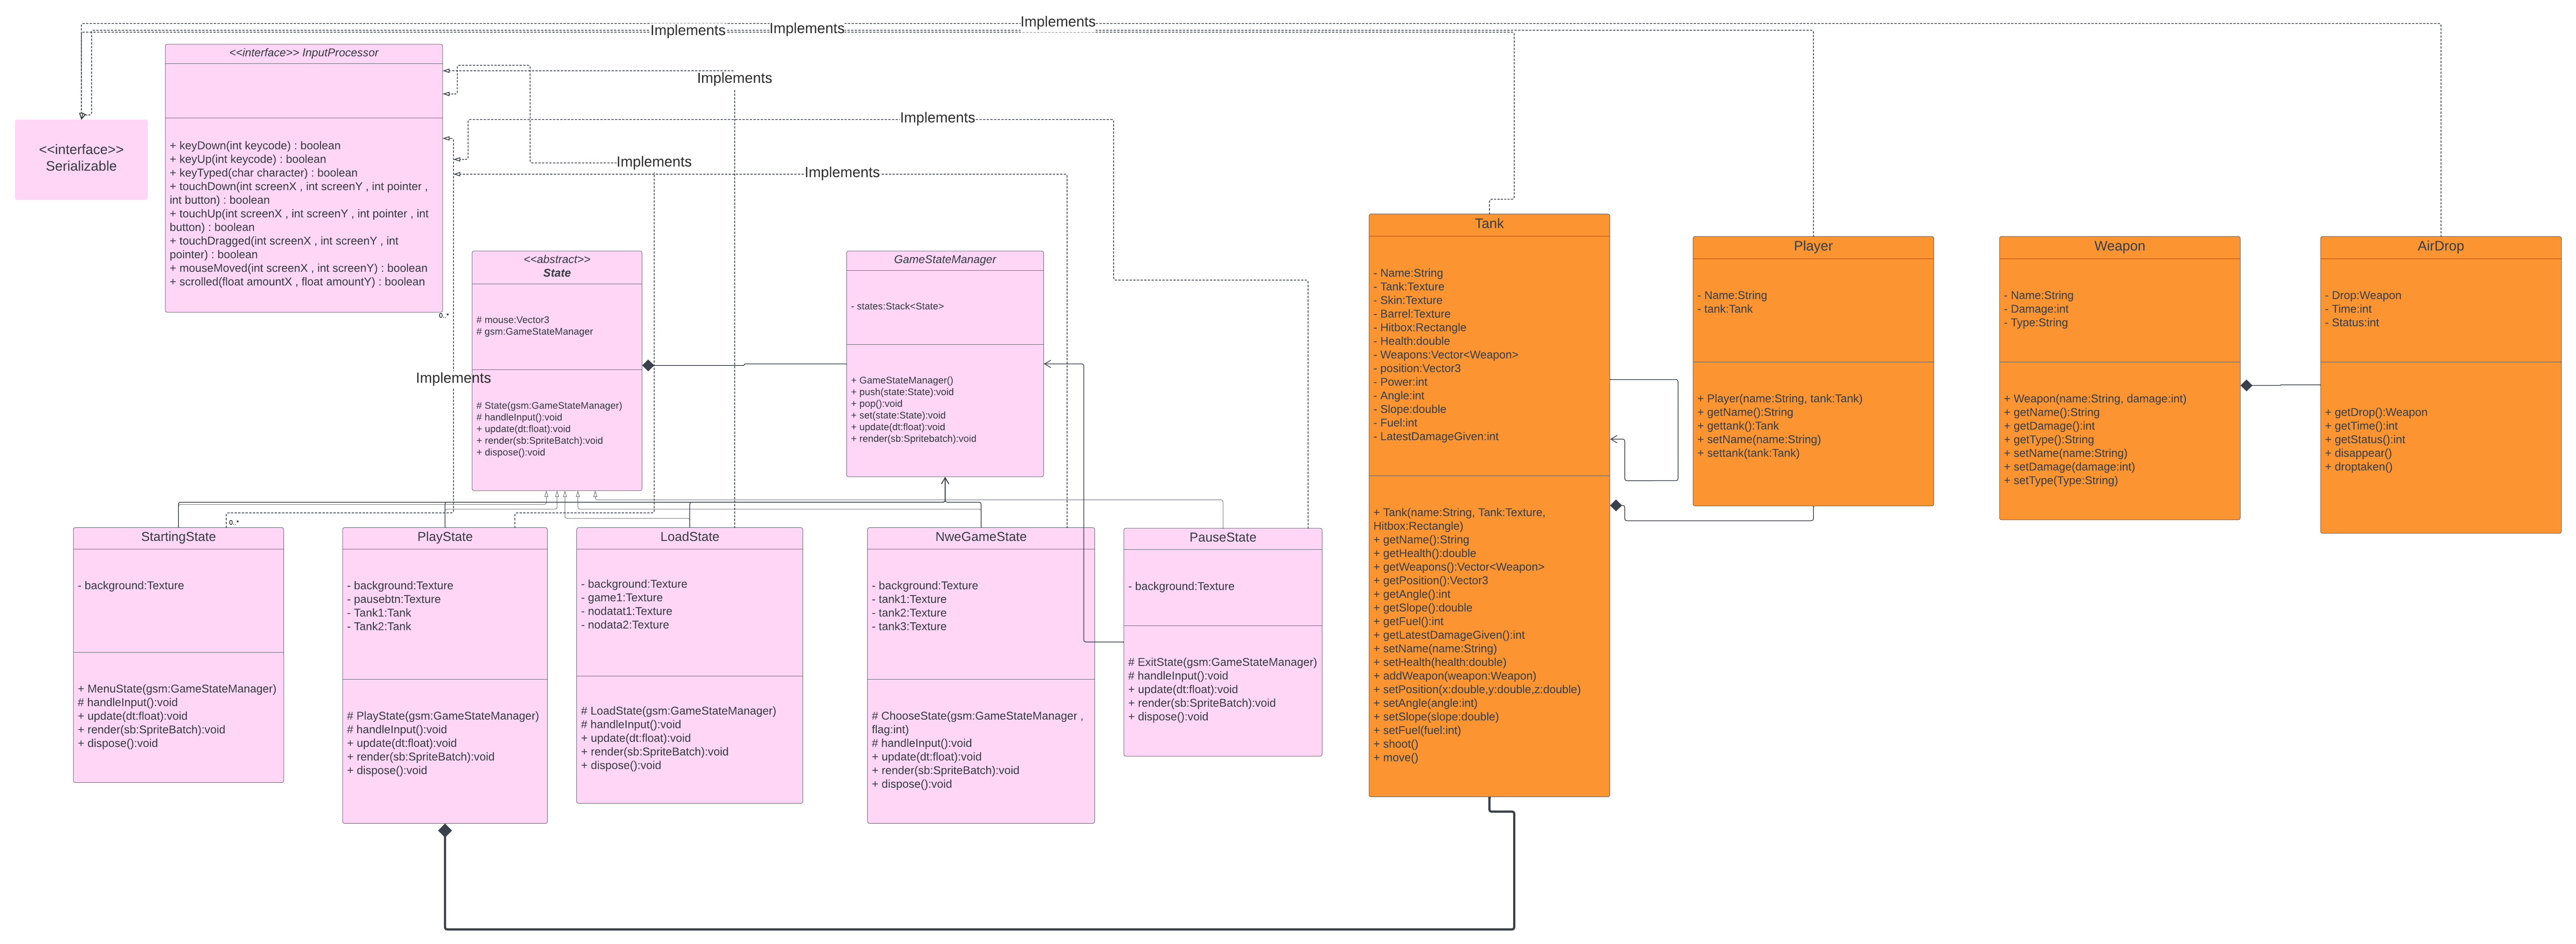 Implements
Implements
Implements
<<interface>> InputProcessor
+ keyDown(int keycode) : boolean
+ keyUp(int keycode) : boolean
+ keyTyped(char character) : boolean
+ touchDown(int screenX , int screenY , int pointer ,
int button) : boolean
+ touchUp(int screenX , int screenY , int pointer , int
button) : boolean
+ touchDragged(int screenX , int screenY , int
pointer) : boolean
+ mouseMoved(int screenX , int screenY) : boolean
+ scrolled(float amountX , float amountY) : boolean
0..*
<<interface>>
Serializable
Implements
Implements
Implements
Implements
Implements
<<abstract>>
State
# mouse:Vector3
# gsm:GameStateManager
# State(gsm:GameStateManager)
# handleInput():void
+ update(dt:float):void
+ render(sb:SpriteBatch):void
+ dispose():void
GameStateManager
- states:Stack<State>
+ GameStateManager()
+ push(state:State):void
+ pop():void
+ set(state:State):void
+ update(dt:float):void
+ render(sb:Spritebatch):void
0..*
StartingState
- background:Texture
+ MenuState(gsm:GameStateManager)
# handleInput():void
+ update(dt:float):void
+ render(sb:SpriteBatch):void
+ dispose():void
PlayState
- background:Texture
- pausebtn:Texture
- Tank1:Tank
- Tank2:Tank
# PlayState(gsm:GameStateManager)
# handleInput():void
+ update(dt:float):void
+ render(sb:SpriteBatch):void
+ dispose():void
LoadState
- background:Texture
- game1:Texture
- nodatat1:Texture
- nodata2:Texture
# LoadState(gsm:GameStateManager)
# handleInput():void
+ update(dt:float):void
+ render(sb:SpriteBatch):void
+ dispose():void
NweGameState
- background:Texture
- tank1:Texture
- tank2:Texture
- tank3:Texture
# ChooseState(gsm:GameStateManager ,
flag:int)
# handleInput():void
+ update(dt:float):void
+ render(sb:SpriteBatch):void
+ dispose():void
PauseState
- background:Texture
# ExitState(gsm:GameStateManager)
# handleInput():void
+ update(dt:float):void
+ render(sb:SpriteBatch):void
+ dispose():void
Tank
- Name:String
- Tank:Texture
- Skin:Texture
- Barrel:Texture
- Hitbox:Rectangle
- Health:double
- Weapons:Vector<Weapon>
- position:Vector3
- Power:int
- Angle:int
- Slope:double
- Fuel:int
- LatestDamageGiven:int
+ Tank(name:String, Tank:Texture,
Hitbox:Rectangle)
+ getName():String
+ getHealth():double
+ getWeapons():Vector<Weapon>
+ getPosition():Vector3
+ getAngle():int
+ getSlope():double
+ getFuel():int
+ getLatestDamageGiven():int
+ setName(name:String)
+ setHealth(health:double)
+ addWeapon(weapon:Weapon)
+ setPosition(x:double,y:double,z:double)
+ setAngle(angle:int)
+ setSlope(slope:double)
+ setFuel(fuel:int)
+ shoot()
+ move()
Player
- Name:String
- tank:Tank
+ Player(name:String, tank:Tank)
+ getName():String
+ gettank():Tank
+ setName(name:String)
+ settank(tank:Tank)
Weapon
- Name:String
- Damage:int
- Type:String
+ Weapon(name:String, damage:int)
+ getName():String
+ getDamage():int
+ getType():String
+ setName(name:String)
+ setDamage(damage:int)
+ setType(Type:String)
AirDrop
- Drop:Weapon
- Time:int
- Status:int
+ getDrop():Weapon
+ getTime():int
+ getStatus():int
+ disappear()
+ droptaken()